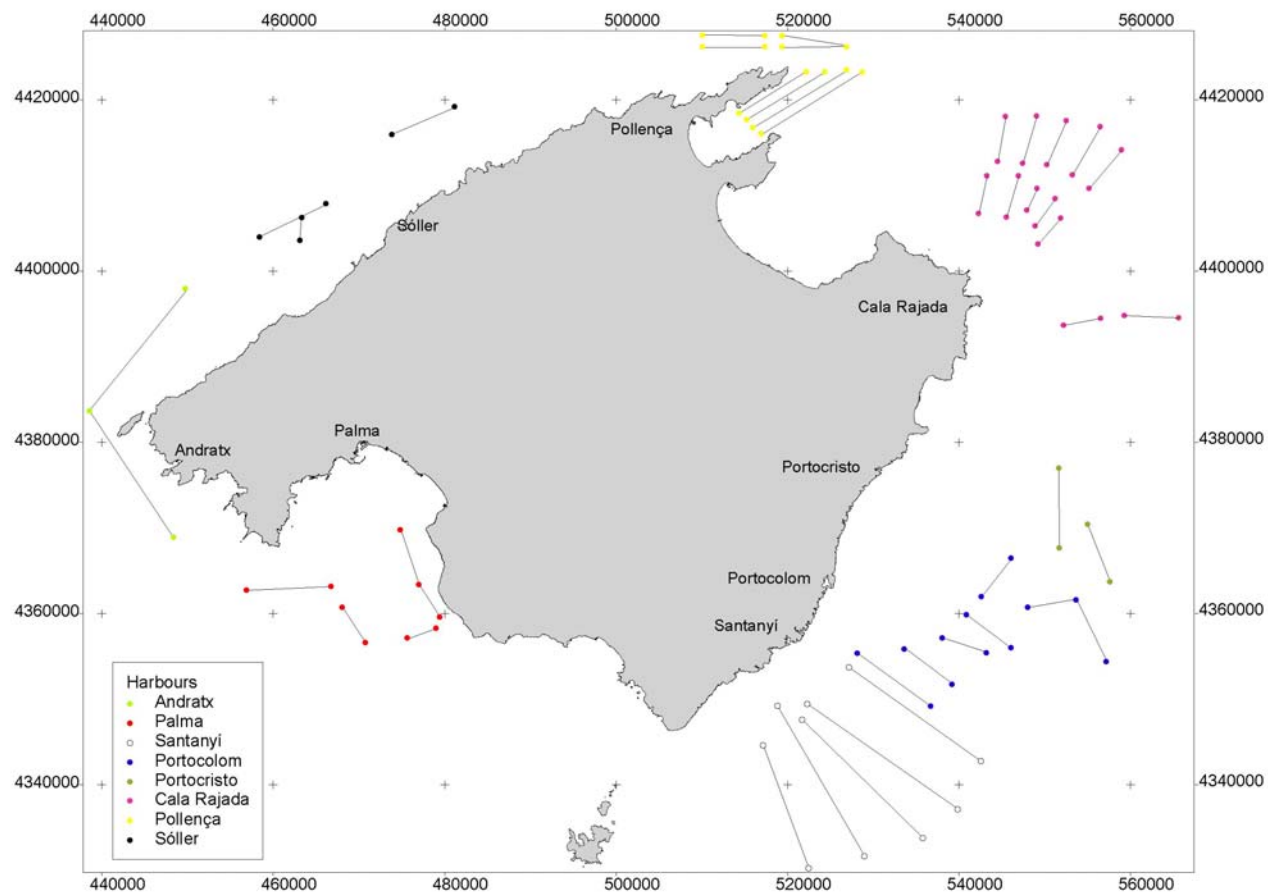 440000 460000 480000 500000 520000 540000 560000
4420000 4420000
Pollença
Sóller
4400000 4400000
Cala Rajada
4380000 4380000
Palma
Andratx
Portocristo
Portocolom
4360000 4360000
Santanyí
Harbours
Andratx
Palma
Santanyí
Portocolom
Portocristo
Cala Rajada
Pollença
Sóller
4340000 4340000
440000 460000 480000 500000 520000 540000 560000